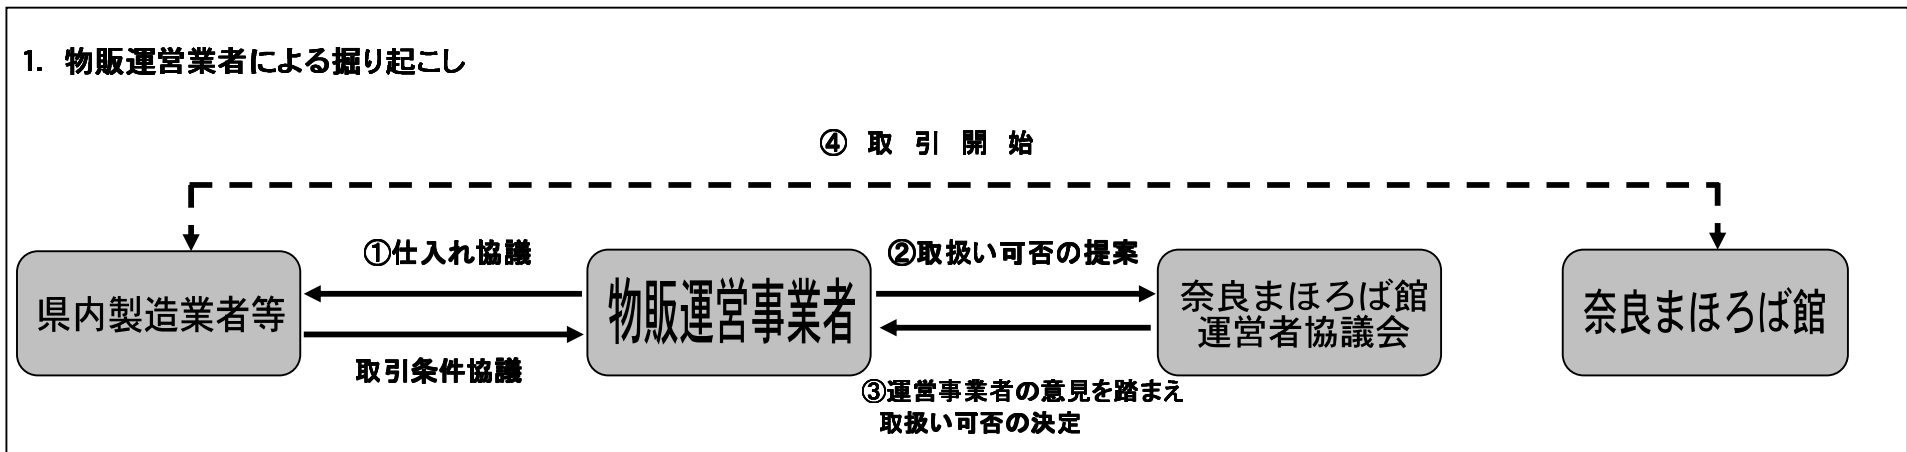 1. 物販運営業者による掘り起こし
④ 取 引 開 始
①仕入れ協議
②取扱い可否の提案
県内製造業者等
物販運営事業者
奈良まほろば館
運営者協議会
奈良まほろば館
取引条件協議
③運営事業者の意見を踏まえ
取扱い可否の決定